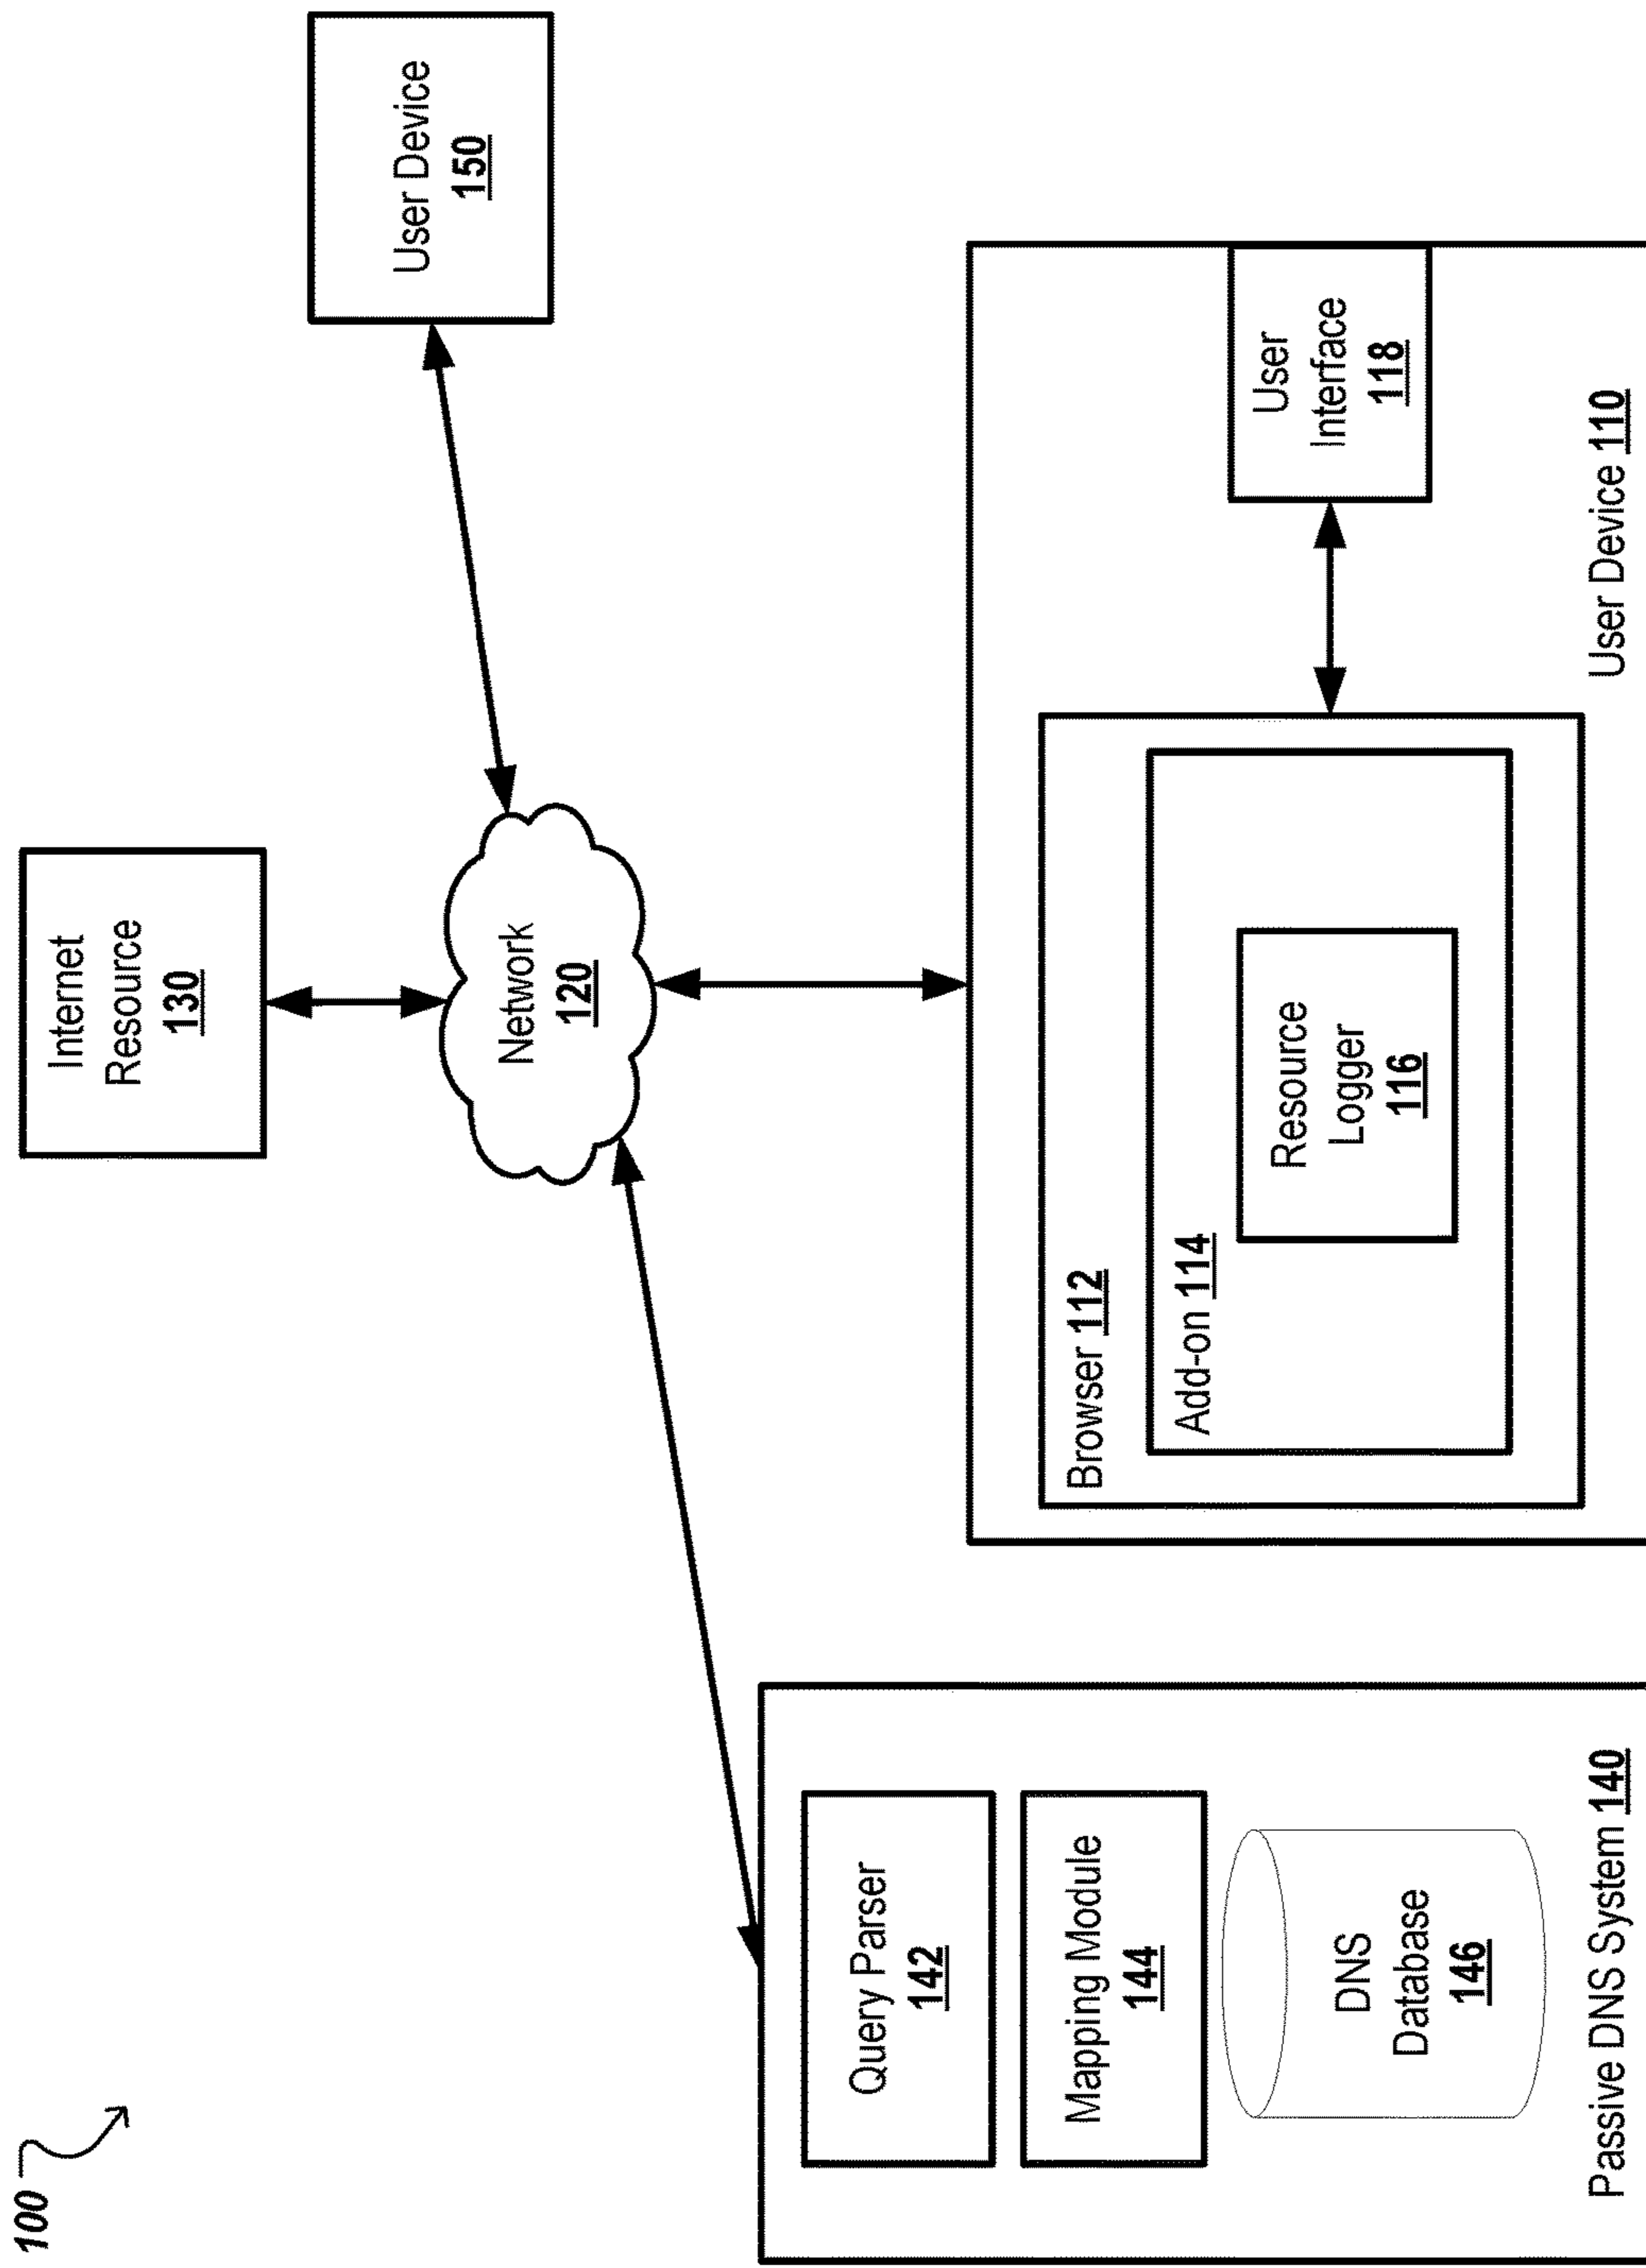 100
Internet
Resource
130
User Device
150
Network
120
Query Parser
142
Mapping Module
144
DNS
Database
146
Passive DNS System 140
Browser 112
Add-on 114
Resource
Logger
116
User
Interface
118
User Device 110